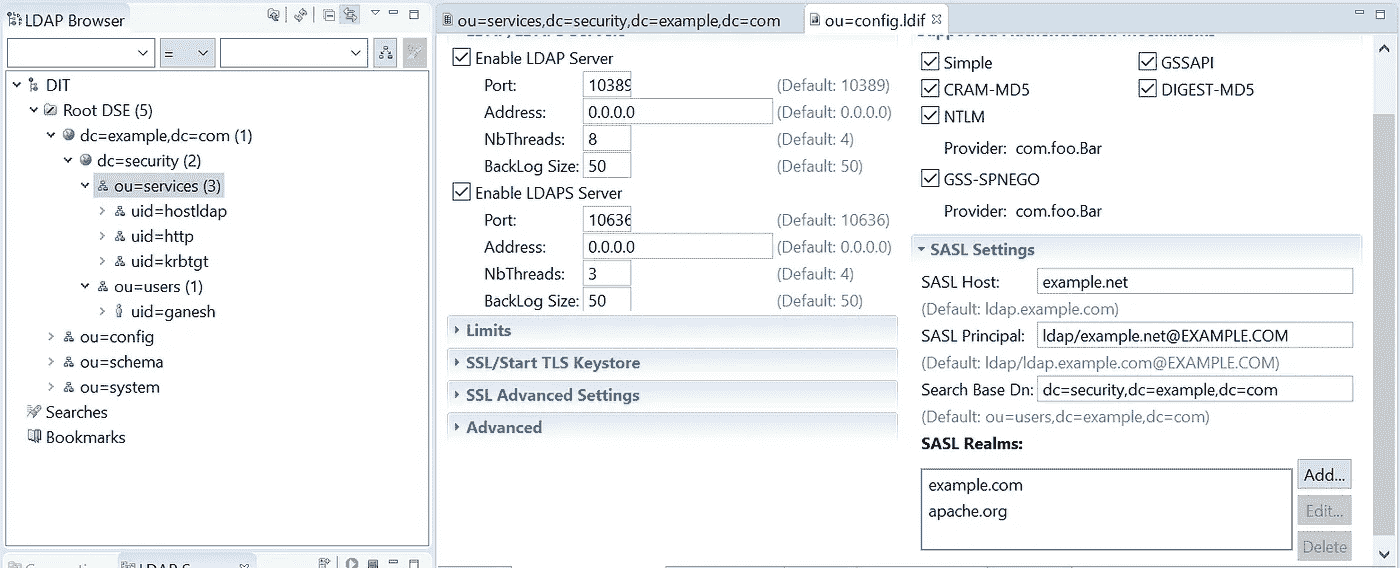 LDAP Browser
=
DIT
Root DSE (5)
dc=example,dc=com (1)
dc=security (2)
ou=services (3)
uid=hostldap
uid=http
uid=krbtgt
ou=users (1)
uid=ganesh
ou=config
ou=schema
ou=system
Searches
Bookmarks
ou=services,dc=security,dc=example,dc=com
ou=config.ldif
Enable LDAP Server
Port: 10389 (Default: 10389)
Address: 0.0.0.0 (Default: 0.0.0.0)
NbThreads: 8 (Default: 4)
BackLog Size: 50 (Default: 50)
Enable LDAPS Server
Port: 10636 (Default: 10636)
Address: 0.0.0.0 (Default: 0.0.0.0)
NbThreads: 3 (Default: 4)
BackLog Size: 50 (Default: 50)
Limits
SSL/Start TLS Keystore
SSL Advanced Settings
Advanced
Supported Authentication Mechanisms
Simple GSSAPI
CRAM-MD5 DIGEST-MD5
NTLM
Provider: com.foo.Bar
GSS-SPNEGO
Provider: com.foo.Bar
SASL Settings
SASL Host: example.net
(Default: ldap.example.com)
SASL Principal: ldap/example.net@EXAMPLE.COM
(Default: ldap/ldap.example.com@EXAMPLE.COM)
Search Base Dn: dc=security,dc=example,dc=com
(Default: ou=users,dc=example,dc=com)
SASL Realms:
example.com
apache.org
Add...
Edit...
Delete